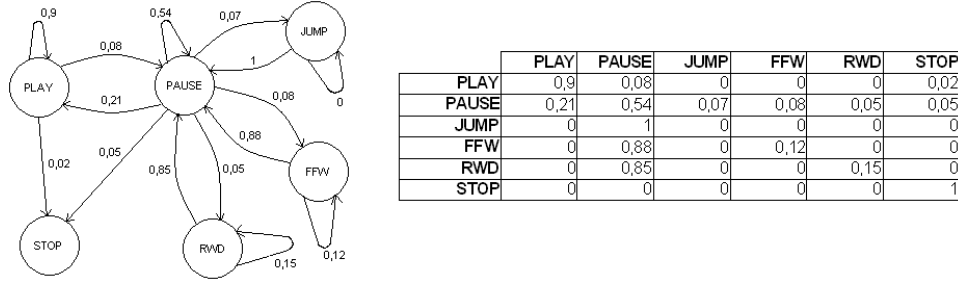 0,9
0,54
0,07
JUMP
0,08
1
PLAY
PAUSE
0
0,21
0,08
0,88
0,02
0,05
0,85
0,05
FFW
STOP
RWD
0,15
0,12
PLAY PAUSE JUMP FFW RWD STOP
PLAY 0,9 0,08 0 0 0 0,02
PAUSE 0,21 0,54 0,07 0,08 0,05 0,05
JUMP 0 1 0 0 0 0
FFW 0 0,88 0 0,12 0 0
RWD 0 0,85 0 0 0,15 0
STOP 0 0 0 0 0 1